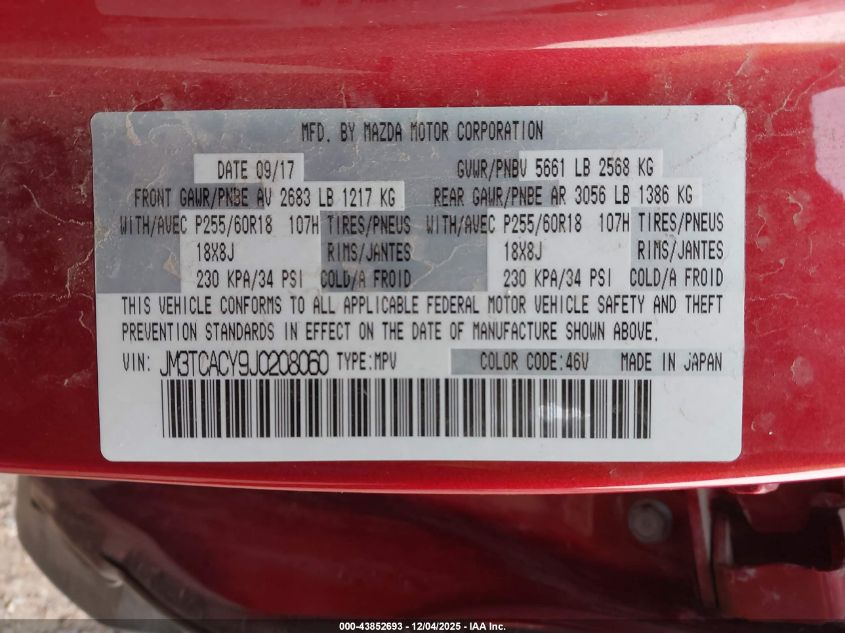 MFD. BY MAZDA MOTOR CORPORATION
DATE 09/17 GVWR/PNBV 5661 LB 2568 KG
FRONT GAWR/PNBE AV 2683 LB 1217 KG REAR GAWR/PNBE AR 3056 LB 1386 KG
WITH/AVEC P255/60R18 107H TIRES/PNEUS WITH/AVEC P255/60R18 107H TIRES/PNEUS
18X8J RIMS/JANTES 18X8J RIMS/JANTES
230 KPA/34 PSI COLD/A FROID 230 KPA/34 PSI COLD/A FROID
THIS VEHICLE CONFORMS TO ALL APPLICABLE FEDERAL MOTOR VEHICLE SAFETY AND THEFT
PREVENTION STANDARDS IN EFFECT ON THE DATE OF MANUFACTURE SHOWN ABOVE.
VIN: JM3TCACY9J0208060 TYPE:MPV COLOR CODE:46V MADE IN JAPAN
000-43852693 - 12/04/2025 - IAA Inc.